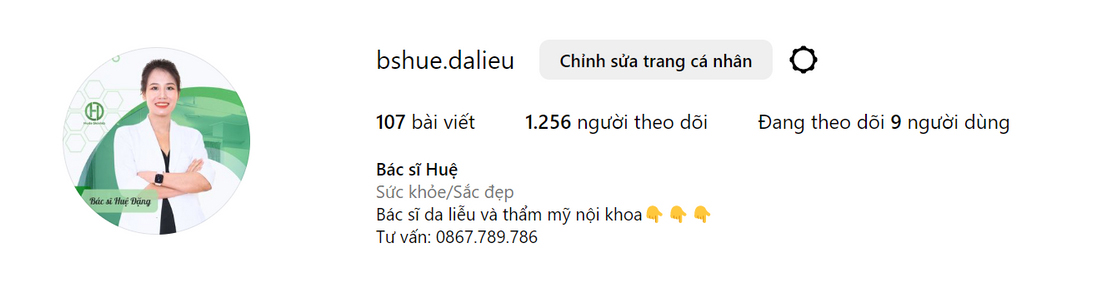 bshue.dalieu
Chỉnh sửa trang cá nhân
107 bài viết
1.256 người theo dõi
Đang theo dõi 9 người dùng
Bác sĩ Huệ
Sức khỏe/Sắc đẹp
Bác sĩ da liễu và thẩm mỹ nội khoa👇👇👇
Tư vấn: 0867.789.786
Bác sĩ Huệ Đặng